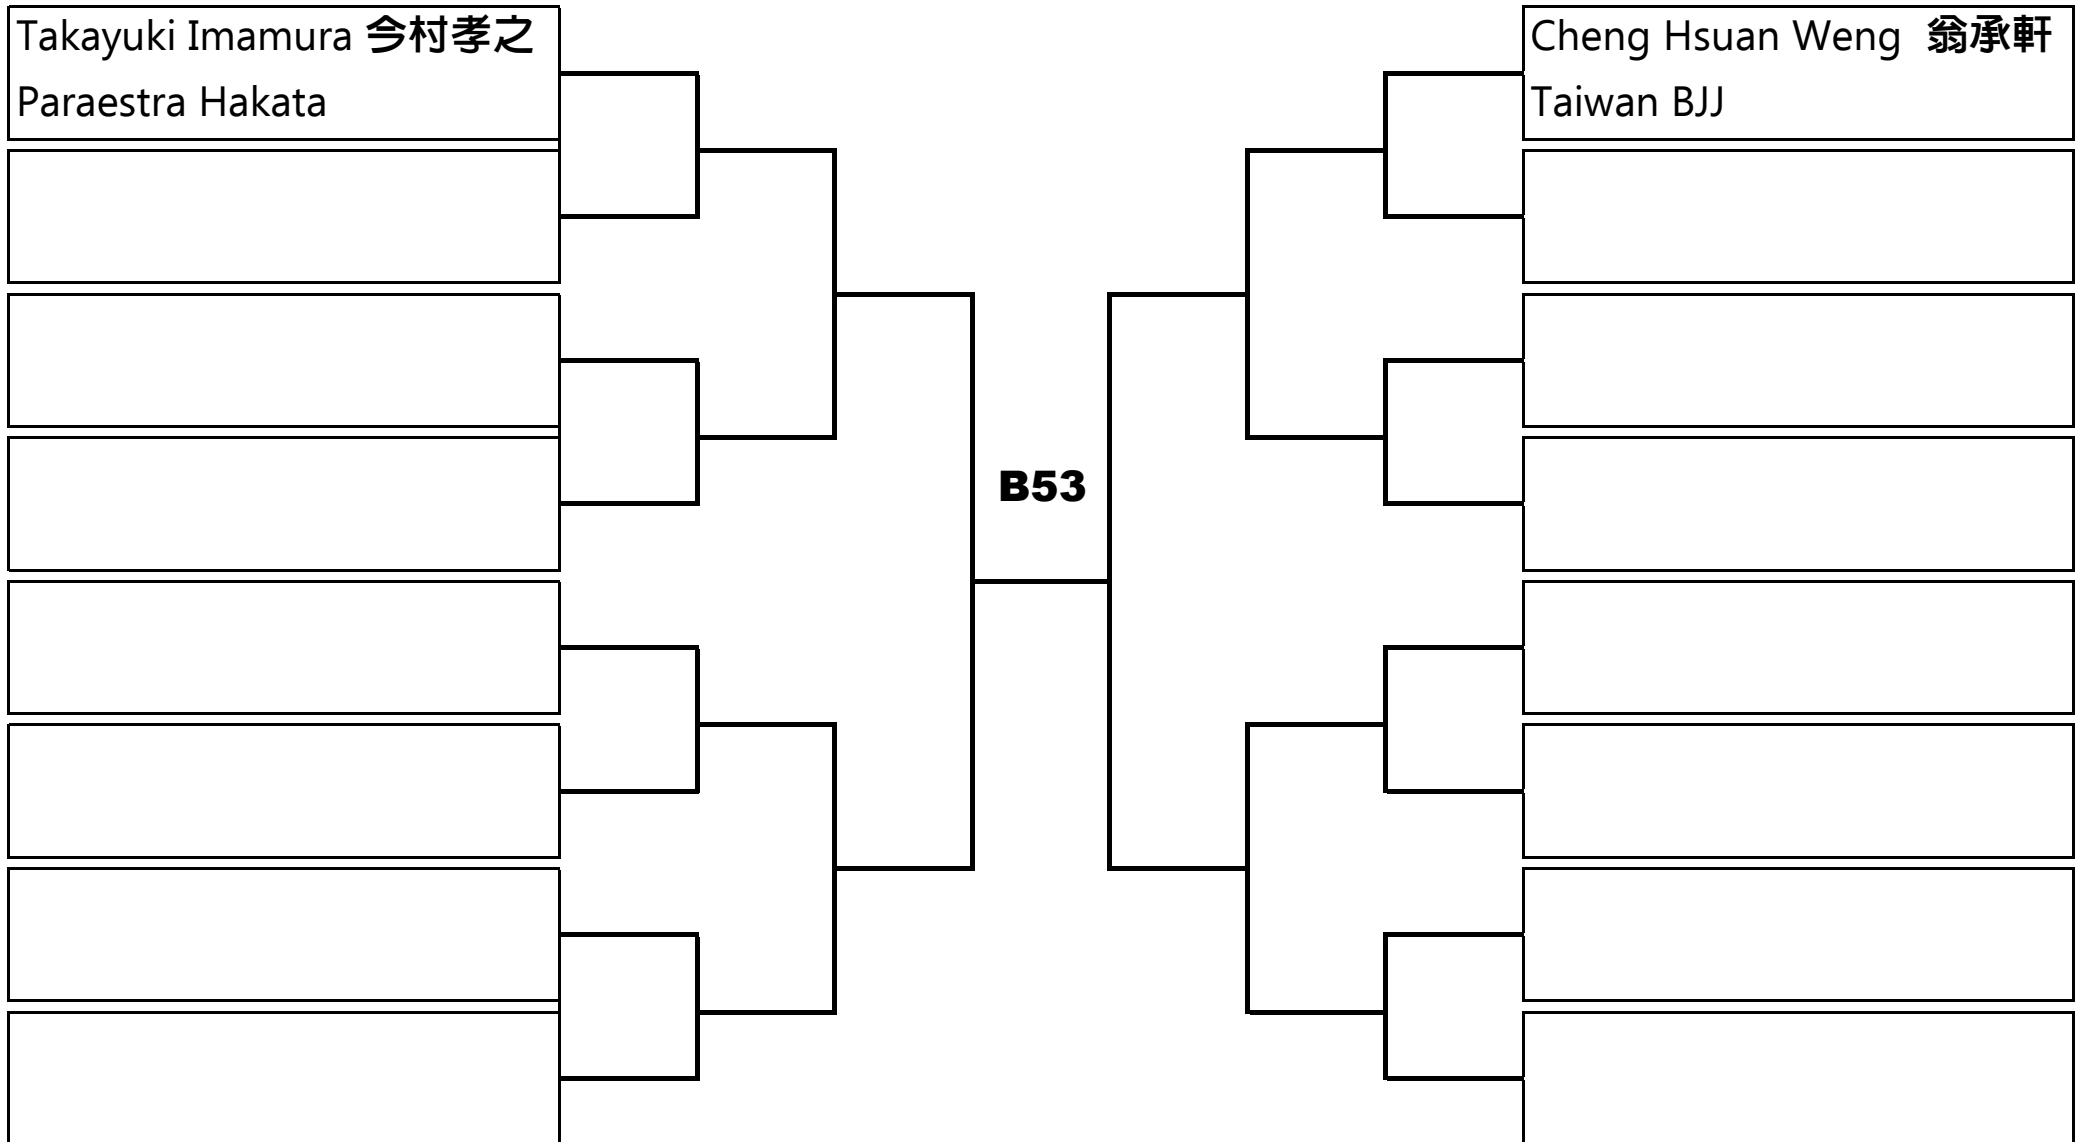 Takayuki Imamura 今村孝之
Paraestra Hakata
Cheng Hsuan Weng 翁承軒
Taiwan BJJ
B53